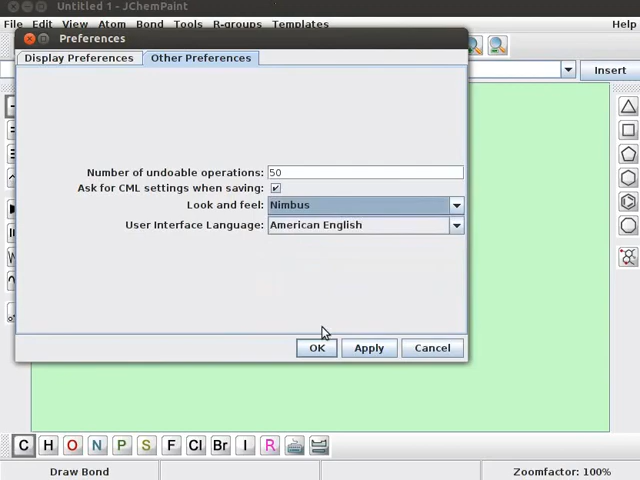 Untitled 1 - JChemPaint
File Edit View Atom Bond Tools R-groups Templates Help
Preferences
Display Preferences Other Preferences
Insert
Number of undoable operations: 50
Ask for CML settings when saving:
Look and feel: Nimbus
User Interface Language: American English
OK Apply Cancel
C H O N P S F Cl Br I R
Draw Bond Zoomfactor: 100%